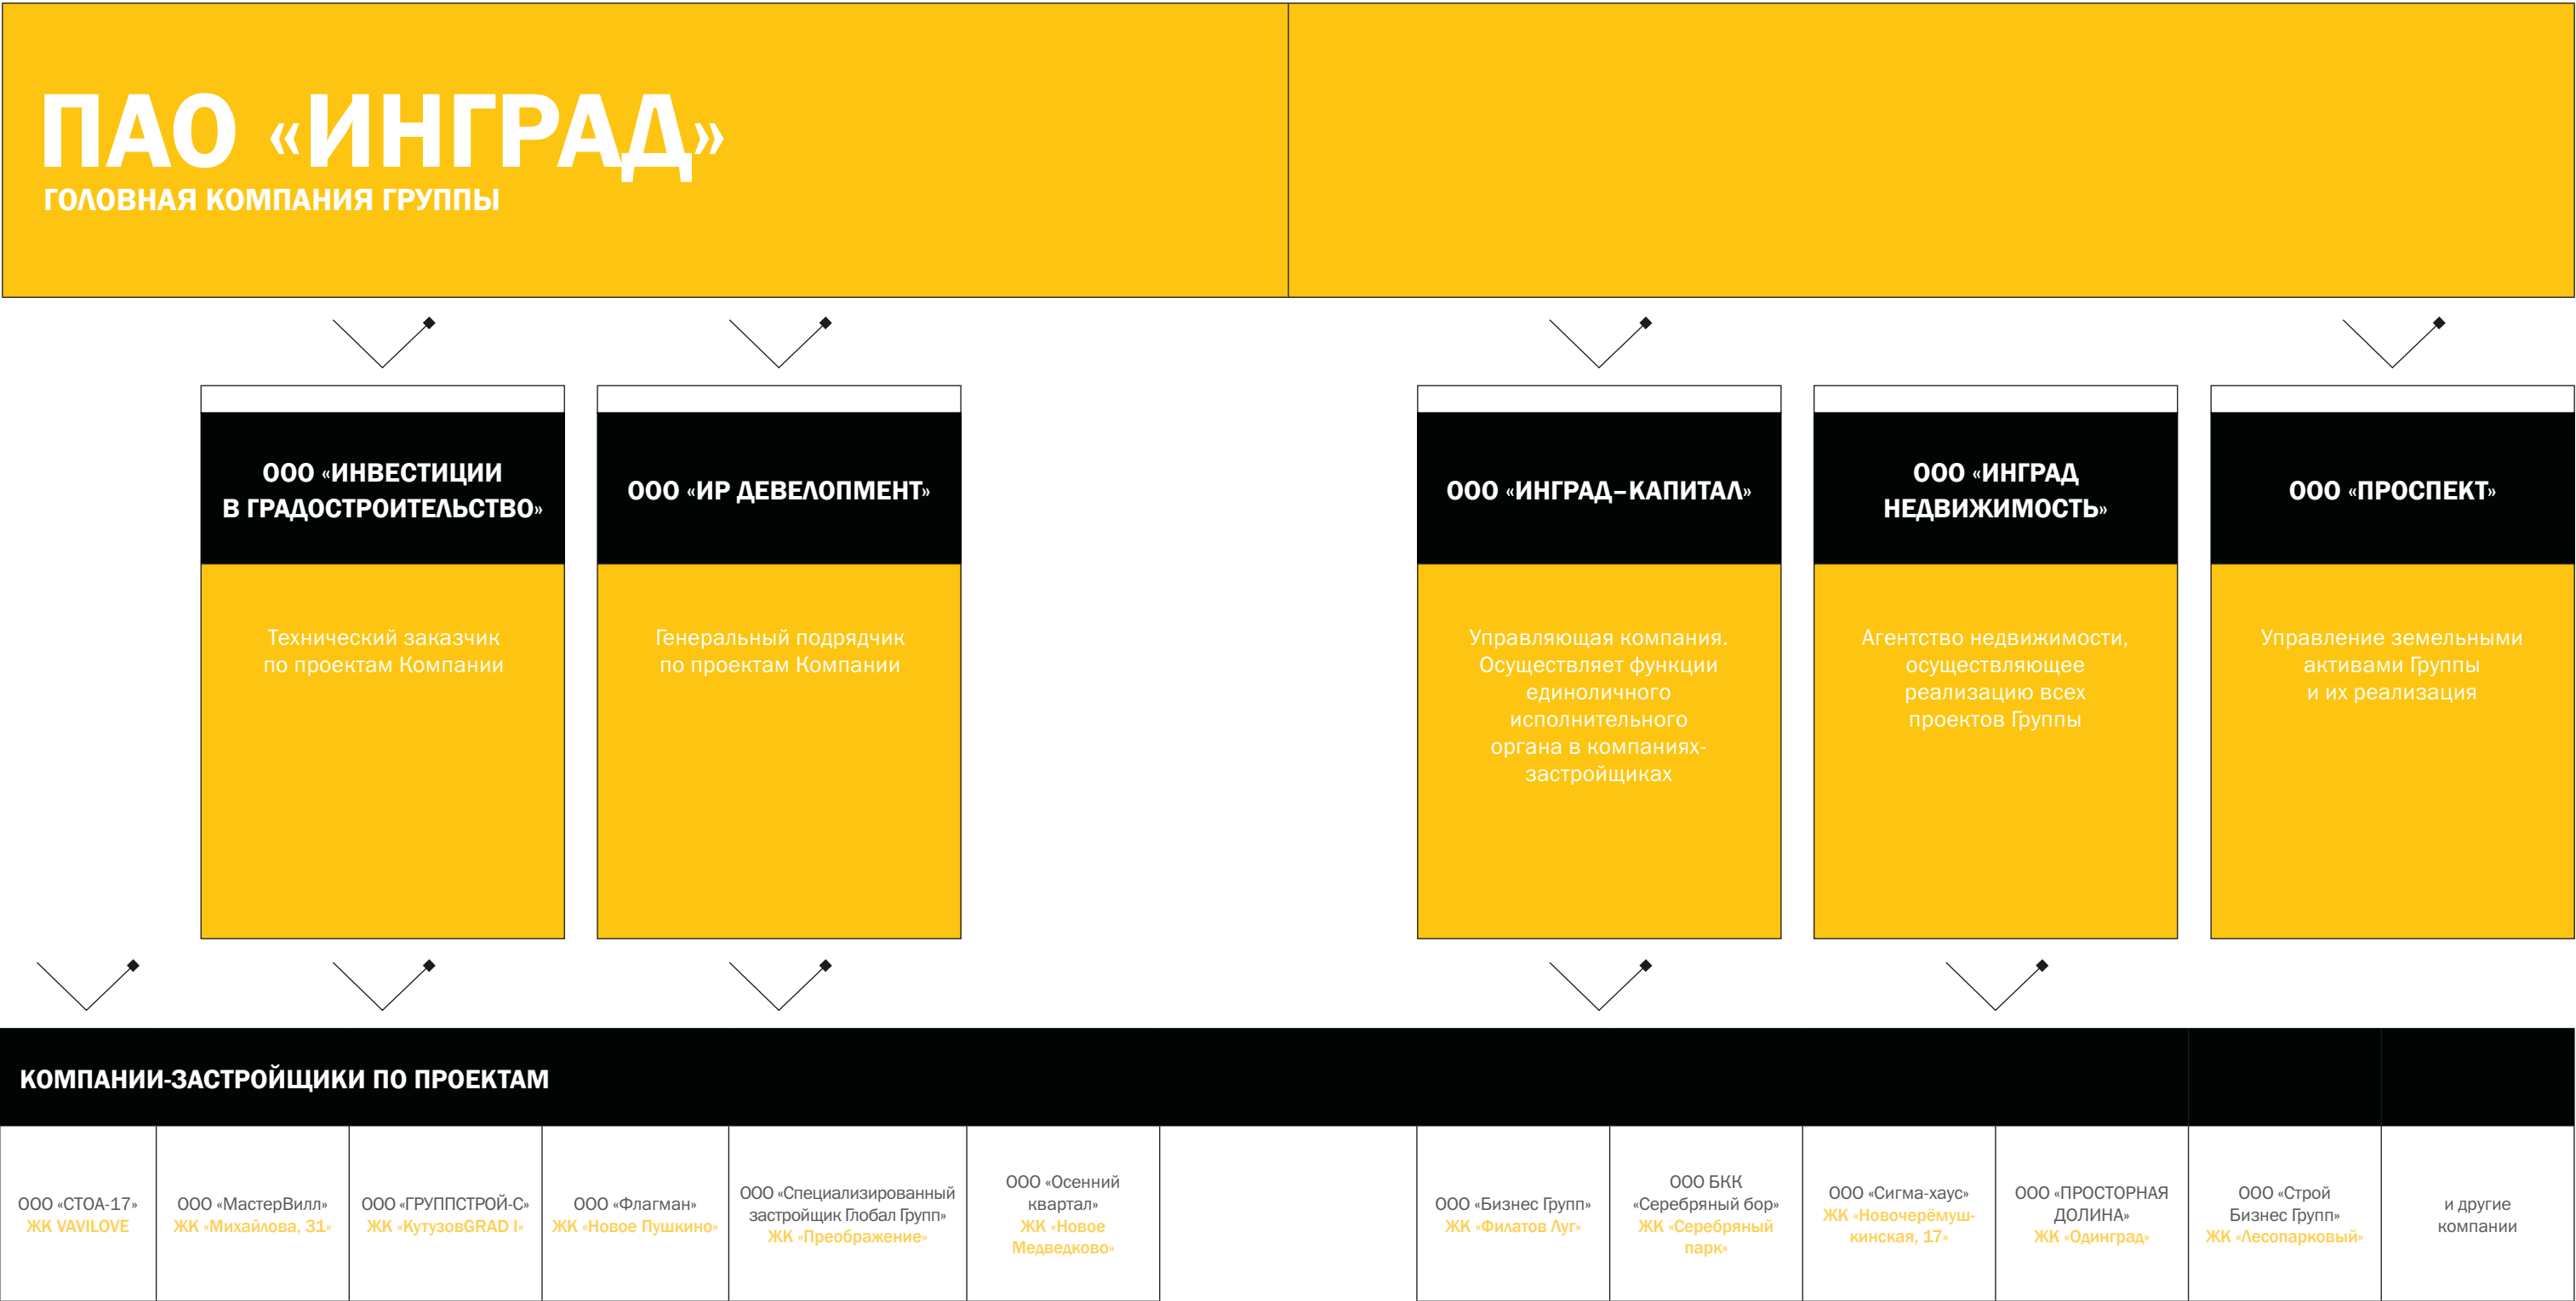 ПАО «ИНГРАД»
ГОЛОВНАЯ КОМПАНИЯ ГРУППЫ
ООО «ИНВЕСТИЦИИ
В ГРАДОСТРОИТЕЛЬСТВО»
Технический заказчик
по проектам Компании
ООО «ИР ДЕВЕЛОПМЕНТ»
Генеральный подрядчик
по проектам Компании
ООО «ИНГРАД–КАПИТАЛ»
Управляющая компания.
Осуществляет функции
единоличного
исполнительного
органа в компаниях-
застройщиках
ООО «ИНГРАД
НЕДВИЖИМОСТЬ»
Агентство недвижимости,
осуществляющее
реализацию всех
проектов Группы
ООО «ПРОСПЕКТ»
Управление земельными
активами Группы
и их реализация
КОМПАНИИ-ЗАСТРОЙЩИКИ ПО ПРОЕКТАМ
ООО «СТОА-17»
ЖК VAVILOVE
ООО «МастерВилл»
ЖК «Михайлова, 31»
ООО «ГРУППСТРОЙ-С»
ЖК «КутузовGRAD I»
ООО «Флагман»
ЖК «Новое Пушкино»
ООО «Специализированный
застройщик Глобал Групп»
ЖК «Преображение»
ООО «Осенний
квартал»
ЖК «Новое
Медведково»
ООО «Бизнес Групп»
ЖК «Филатов Луг»
ООО БКК
«Серебряный бор»
ЖК «Серебряный
парк»
ООО «Сигма-хаус»
ЖК «Новочерёмуш-
кинская, 17»
ООО «ПРОСТОРНАЯ
ДОЛИНА»
ЖК «Одинград»
ООО «Строй
Бизнес Групп»
ЖК «Лесопарковый»
и другие
компании